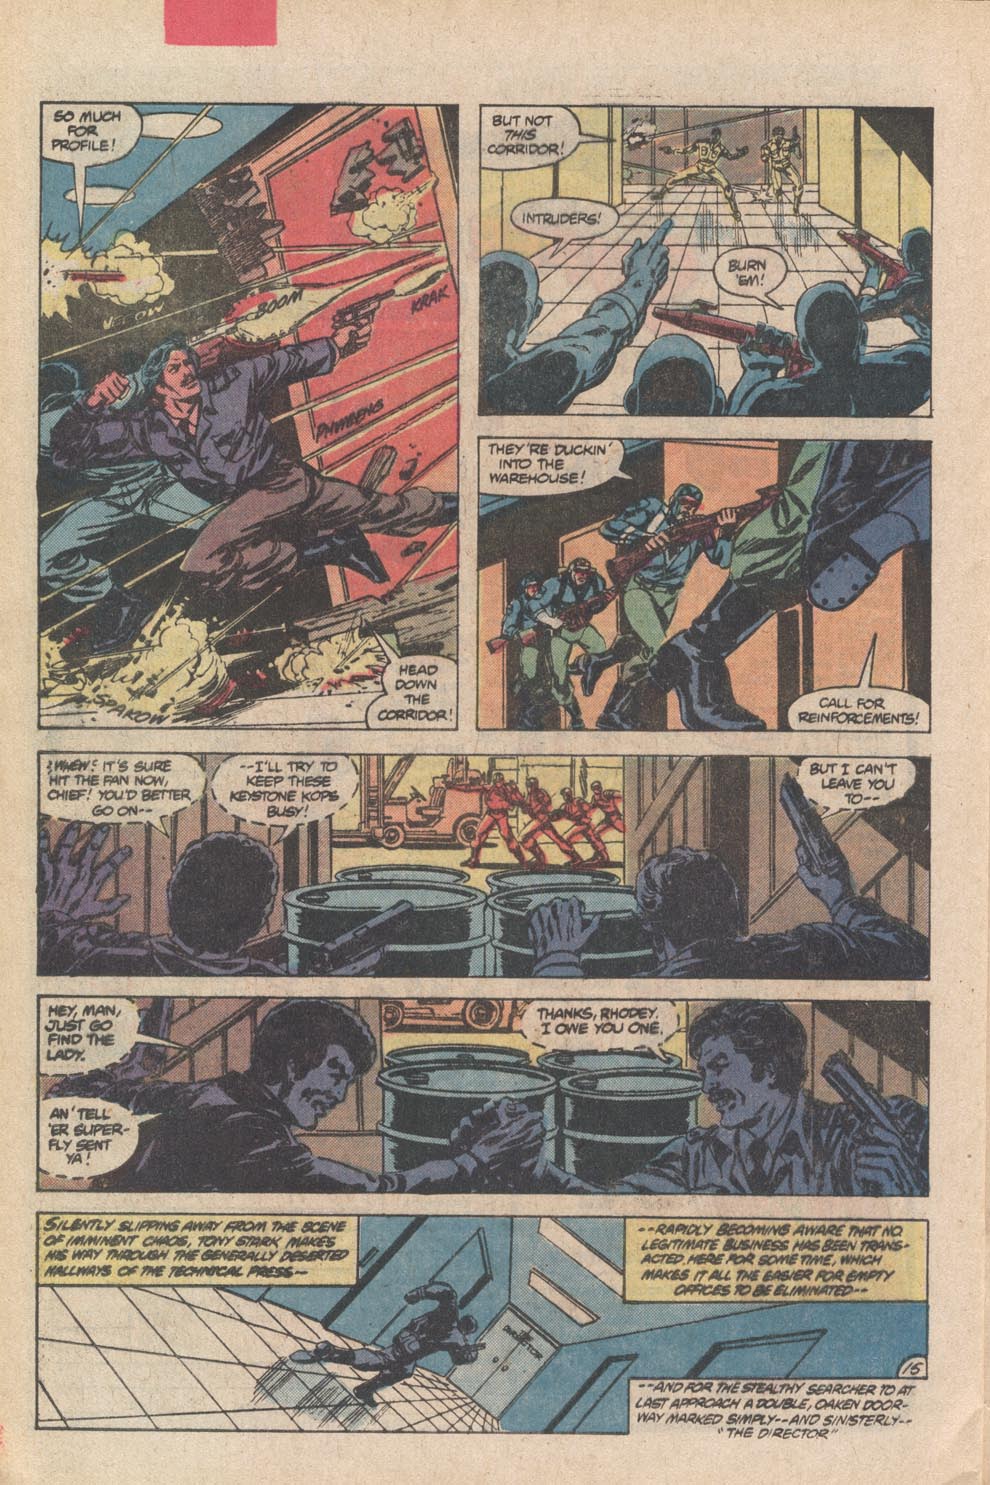 SO MUCH
FOR
PROFILE!
BOOM
KRAK
PHWEENG
SPAKOW
HEAD
DOWN
THE
CORRIDOR!
BUT NOT
THIS
CORRIDOR!
INTRUDERS!
BURN
'EM!
THEY'RE DUCKIN'
INTO THE
WAREHOUSE!
CALL FOR
REINFORCEMENTS!
WHEW! IT'S SURE
HIT THE FAN NOW,
CHIEF! YOU'D BETTER
GO ON--
--I'LL TRY TO
KEEP THESE
KEYSTONE KOPS
BUSY!
BUT I CAN'T
LEAVE YOU
TO--
HEY, MAN,
JUST GO
FIND THE
LADY.
AN' TELL
'ER SUPER-
FLY SENT
YA!
THANKS, RHODEY.
I OWE YOU ONE.
SILENTLY SLIPPING AWAY FROM THE SCENE
OF IMMINENT CHAOS, TONY STARK MAKES
HIS WAY THROUGH THE GENERALLY DESERTED
HALLWAYS OF THE TECHNICAL PRESS--
--RAPIDLY BECOMING AWARE THAT NO
LEGITIMATE BUSINESS HAS BEEN TRANS-
ACTED HERE FOR SOME TIME, WHICH
MAKES IT ALL THE EASIER FOR EMPTY
OFFICES TO BE ELIMINATED--
THE
DIRECTOR
15
--AND FOR THE STEALTHY SEARCHER TO AT
LAST APPROACH A DOUBLE, OAKEN DOOR-
WAY MARKED SIMPLY--AND SINISTERLY--
"THE DIRECTOR"